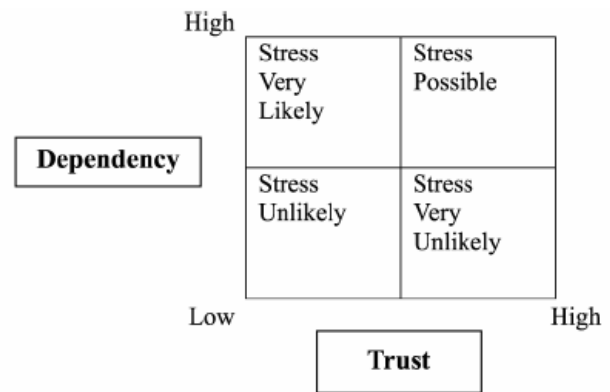 High
Stress
Very
Likely
Stress
Possible
Dependency
Stress
Unlikely
Stress
Very
Unlikely
Low
High
Trust